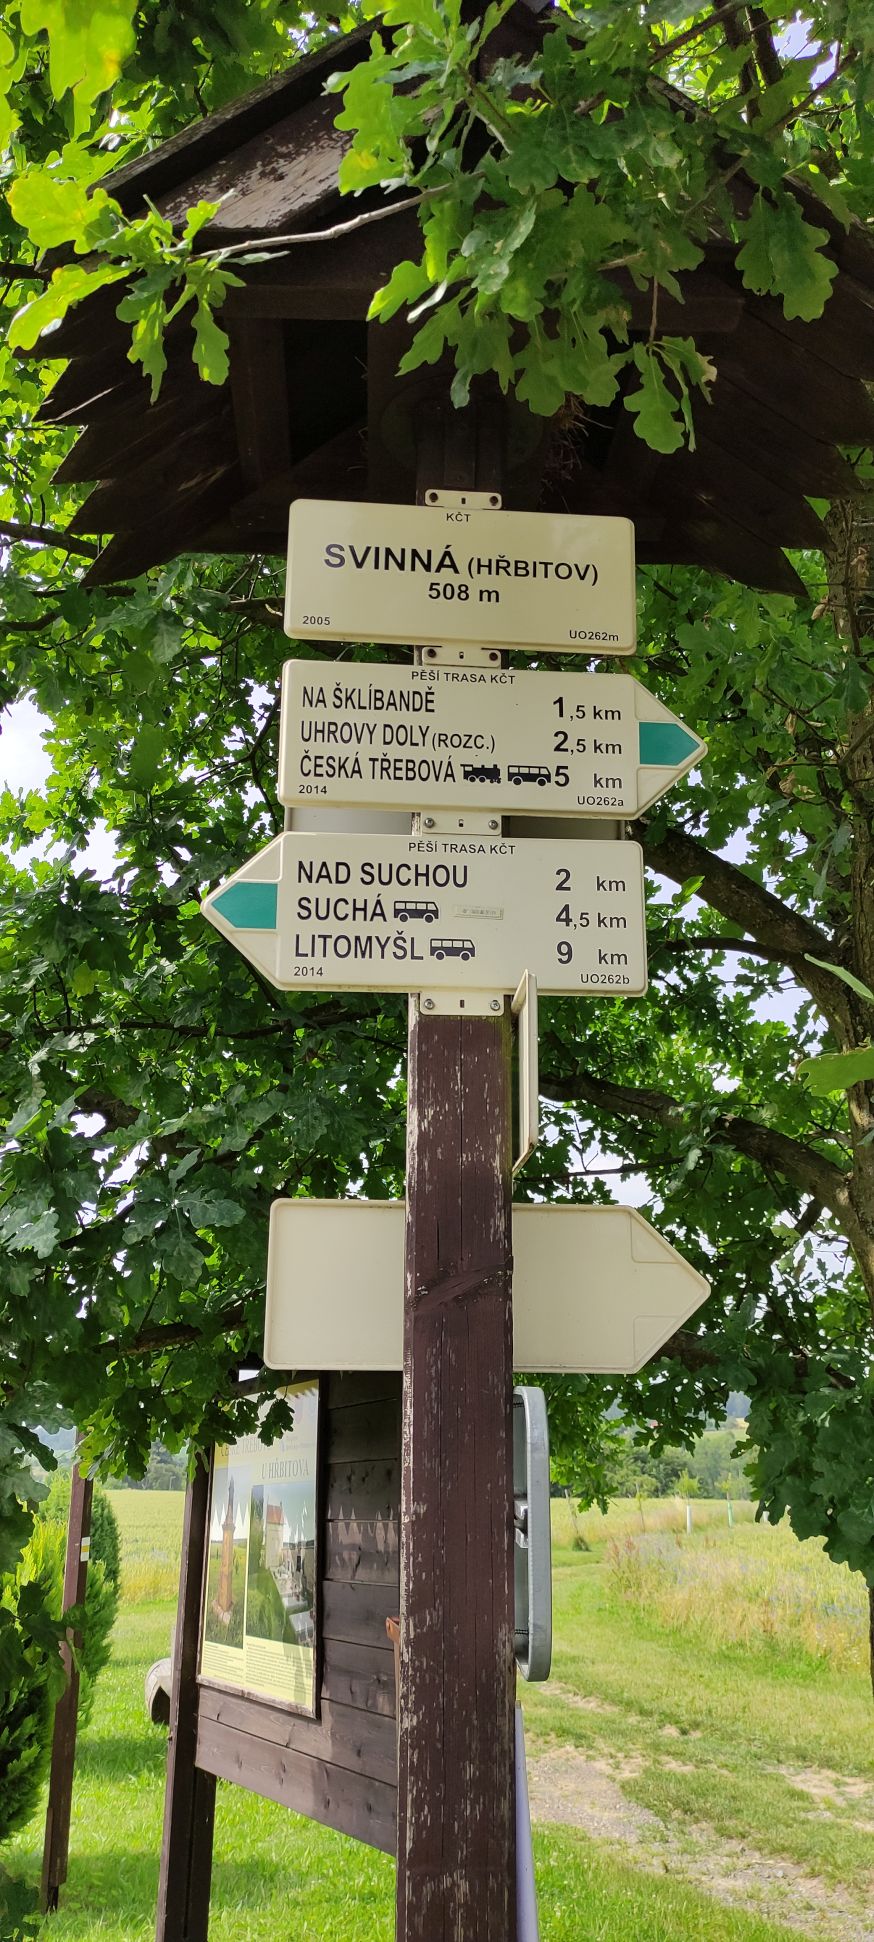 KČT
SVINNÁ (HŘBITOV)
508 m
2005 UO262m
PĚŠÍ TRASA KČT
NA ŠKLÍBANDĚ 1,5 km
UHROVY DOLY (ROZC.) 2,5 km
ČESKÁ TŘEBOVÁ 5 km
2014 UO262a
PĚŠÍ TRASA KČT
NAD SUCHOU 2 km
SUCHÁ 4,5 km
LITOMYŠL 9 km
2014 UO262b
U HŘBITOVA